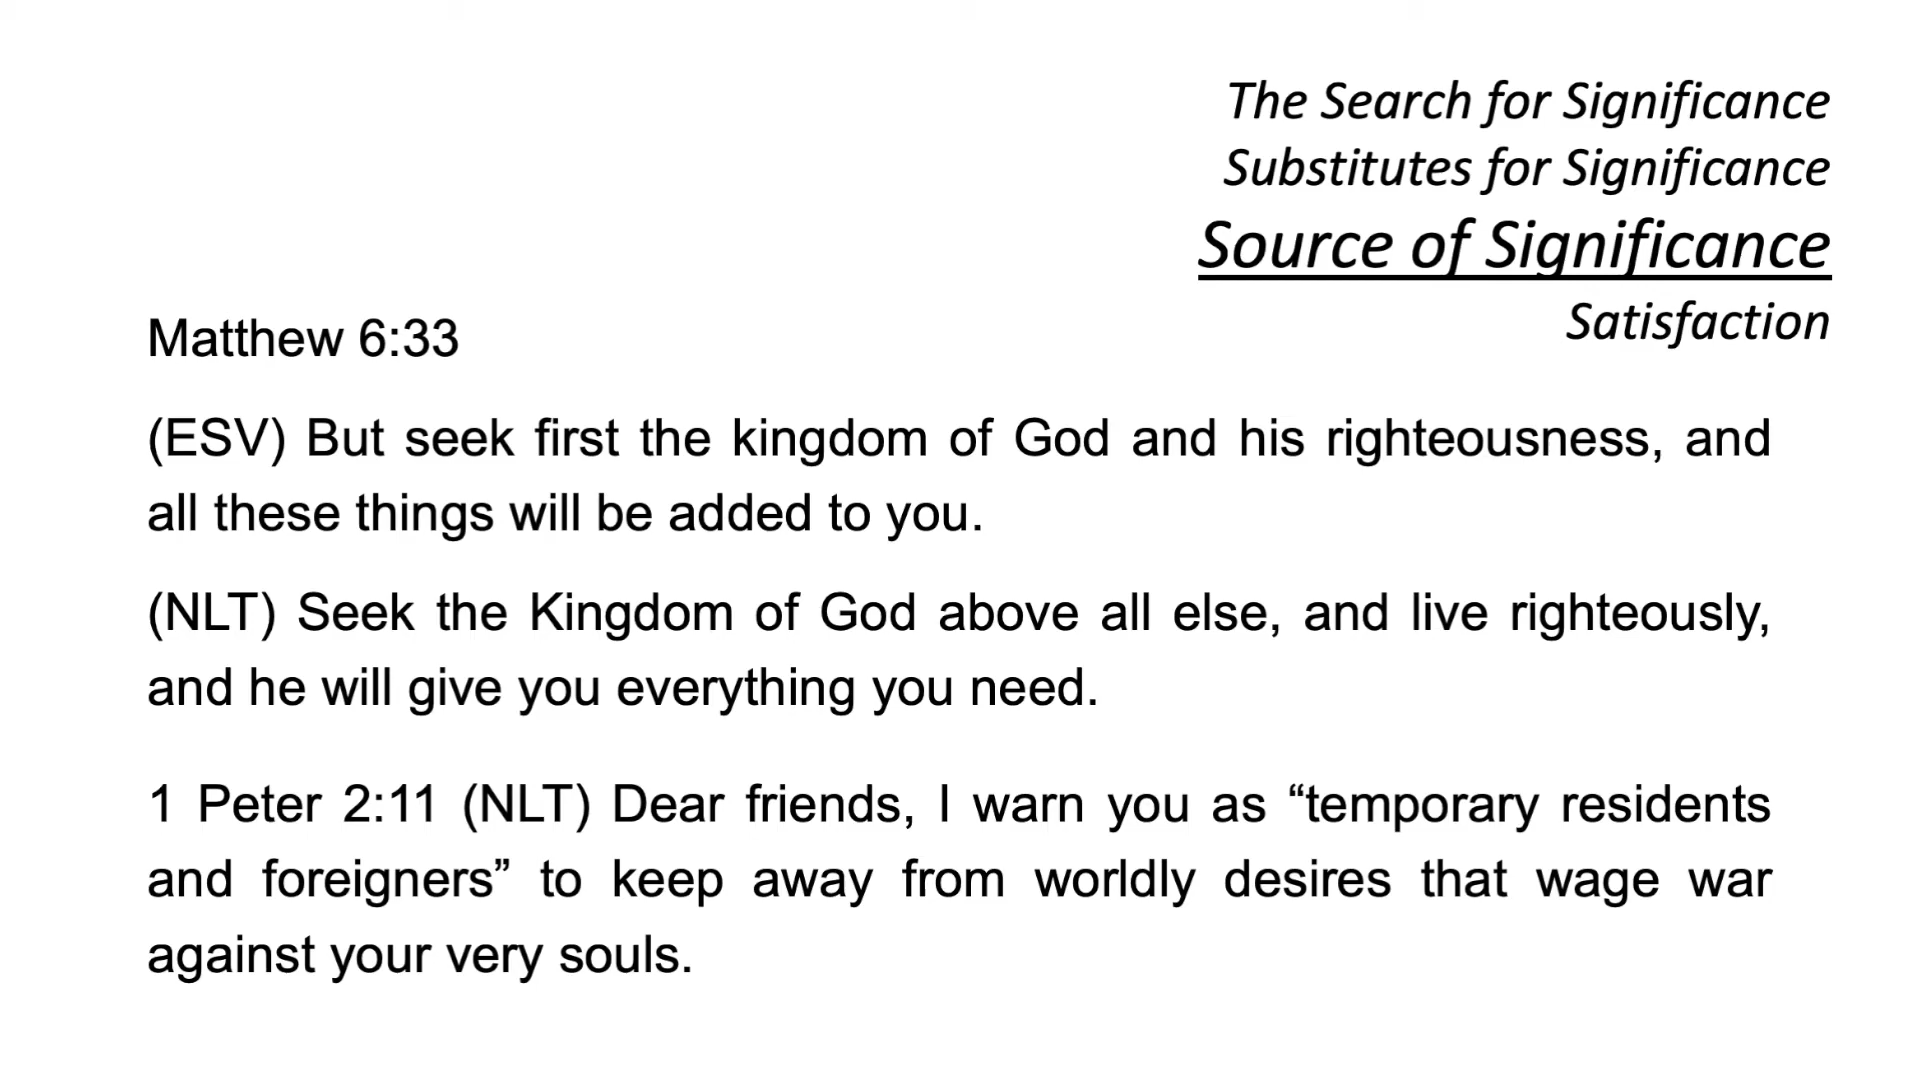 The Search for Significance
Substitutes for Significance
Source of Significance
Satisfaction
Matthew 6:33
(ESV) But seek first the kingdom of God and his righteousness, and
all these things will be added to you.
(NLT) Seek the Kingdom of God above all else, and live righteously,
and he will give you everything you need.
1 Peter 2:11 (NLT) Dear friends, I warn you as “temporary residents
and foreigners” to keep away from worldly desires that wage war
against your very souls.